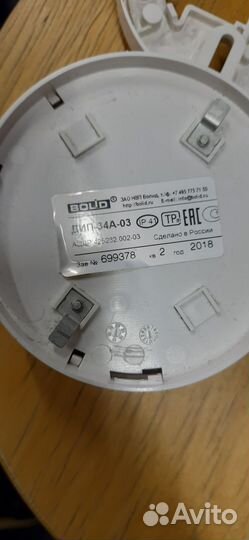 BOLID ЗАО НВП Болид, т./ф. +7 495 775 71 55
http://bolid.ru E-mail: info@bolid.ru
ДИП-34А-03 IP 41 ТР EAC
425232.002-03 Сделано в России
Зав № 699378 кв 2 год 2018
Avito